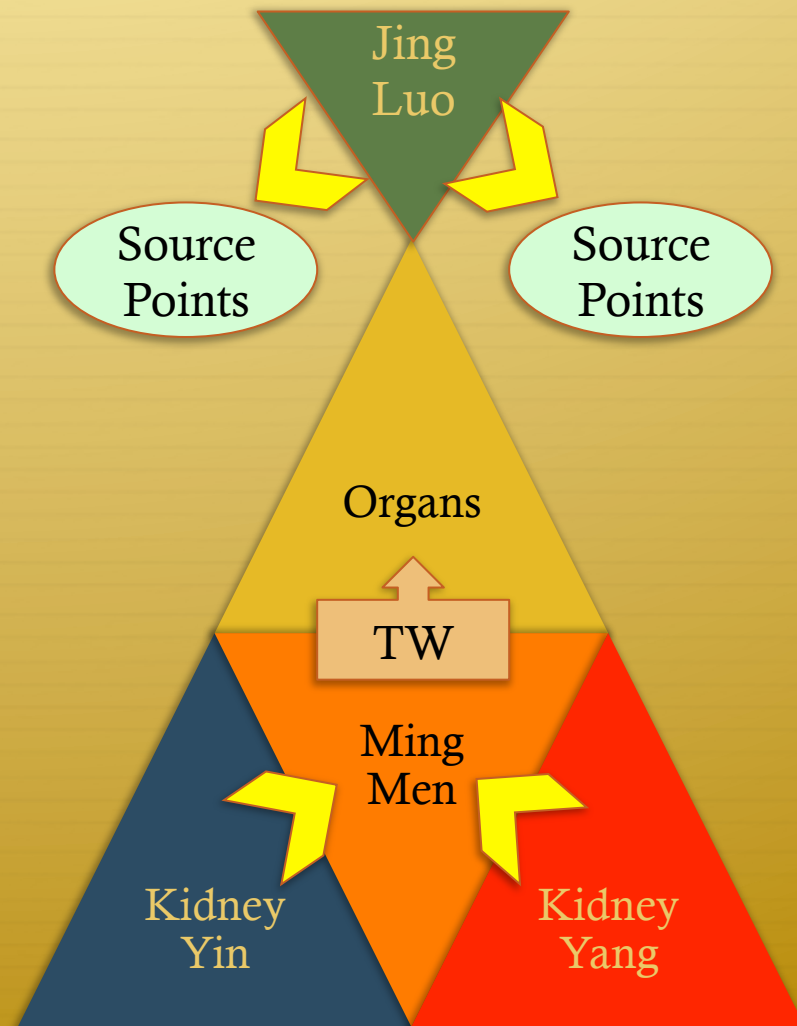 Jing
Luo
Source
Points
Source
Points
Organs
TW
Ming
Men
Kidney
Yin
Kidney
Yang